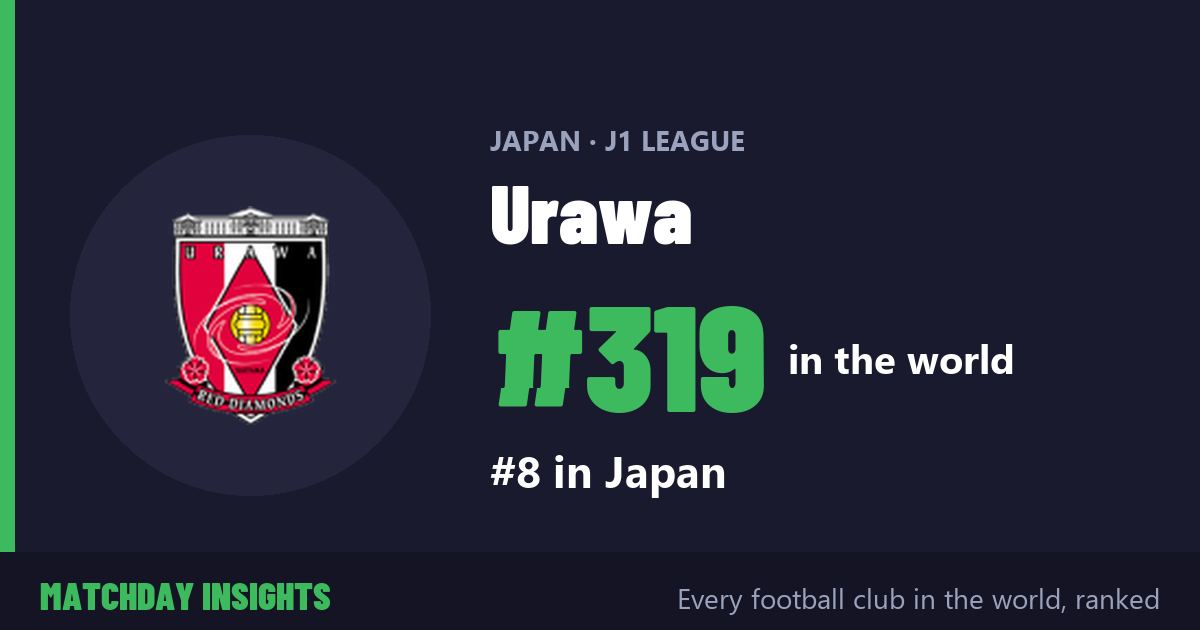 JAPAN · J1 LEAGUE
Urawa
#319 in the world
#8 in Japan
URAWA
RED DIAMONDS
MATCHDAY INSIGHTS
Every football club in the world, ranked